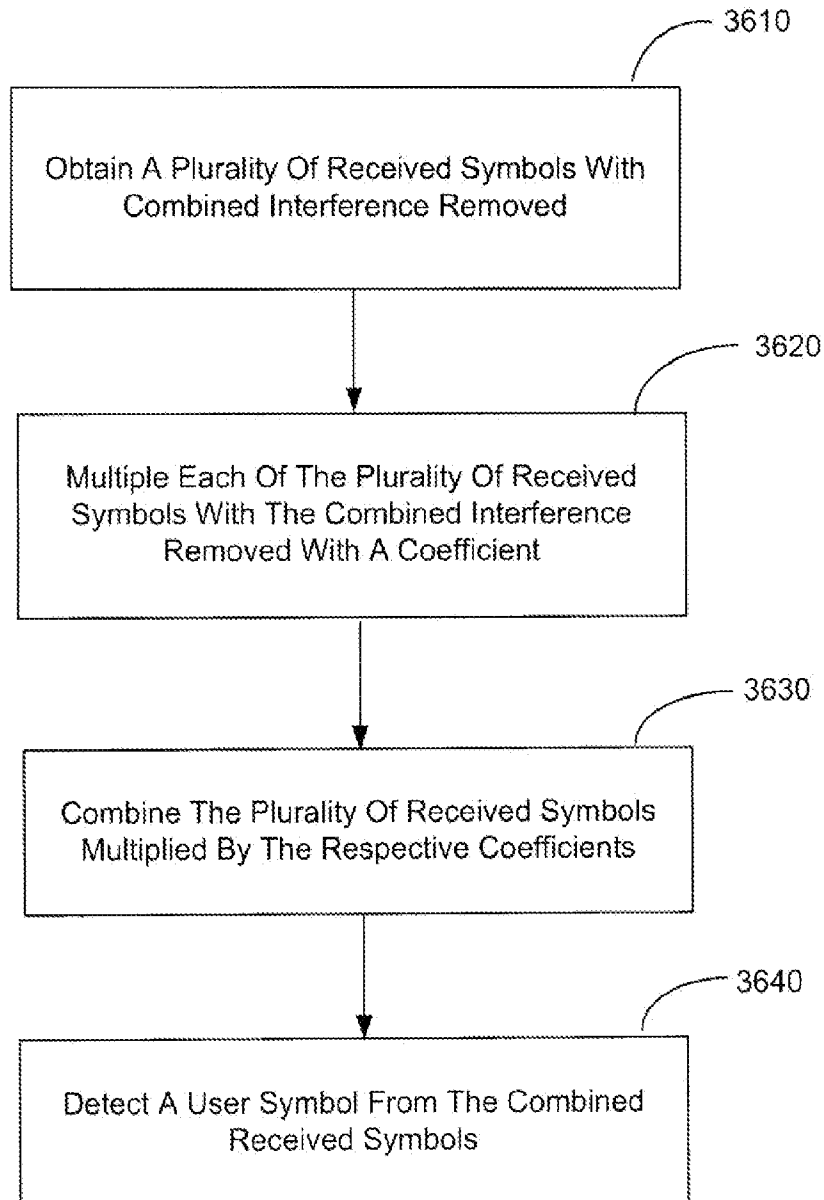 3610
Obtain A Plurality Of Received Symbols With
Combined Interference Removed
3620
Multiple Each Of The Plurality Of Received
Symbols With The Combined Interference
Removed With A Coefficient
3630
Combine The Plurality Of Received Symbols
Multiplied By The Respective Coefficients
3640
Detect A User Symbol From The Combined
Received Symbols